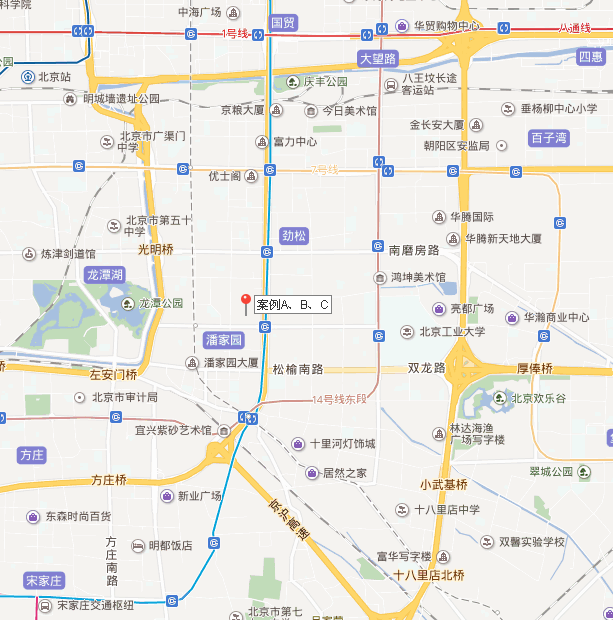 科学院
中海广场
国贸
华贸购物中心
1号线
八通线
大望路
四惠
公园
北京站
庆丰公园
八王坟长途
客运站
明城墙遗址公园
京粮大厦
今日美术馆
垂杨柳中心小学
金长安大厦
北京市广渠门
中学
富力中心
朝阳区安监局
百子湾
7号线
优士阁
北京市第五十
中学
华腾国际
劲松
光明桥
南磨房路
华腾新天地大厦
炼津剑道馆
龙潭湖
鸿坤美术馆
龙潭公园
案例A、B、C
亮都广场
华瀚商业中心
潘家园
北京工业大学
潘家园大厦
松榆南路
双龙路
厚俸桥
桥
左安门桥
北京市审计局
14号线东段
北京欢乐谷
宜兴紫砂艺术馆
林达海渔
广场写字楼
十里河灯饰城
方庄
居然之家
翠城公园
方庄桥
小武基桥
新业广场
京沪高速
东森时尚百货
十八里店中学
方庄南路
明都饭店
双臀实验学校
富华写字楼
宋家庄
十八里店北桥
宋家庄交通枢纽
北京市第七